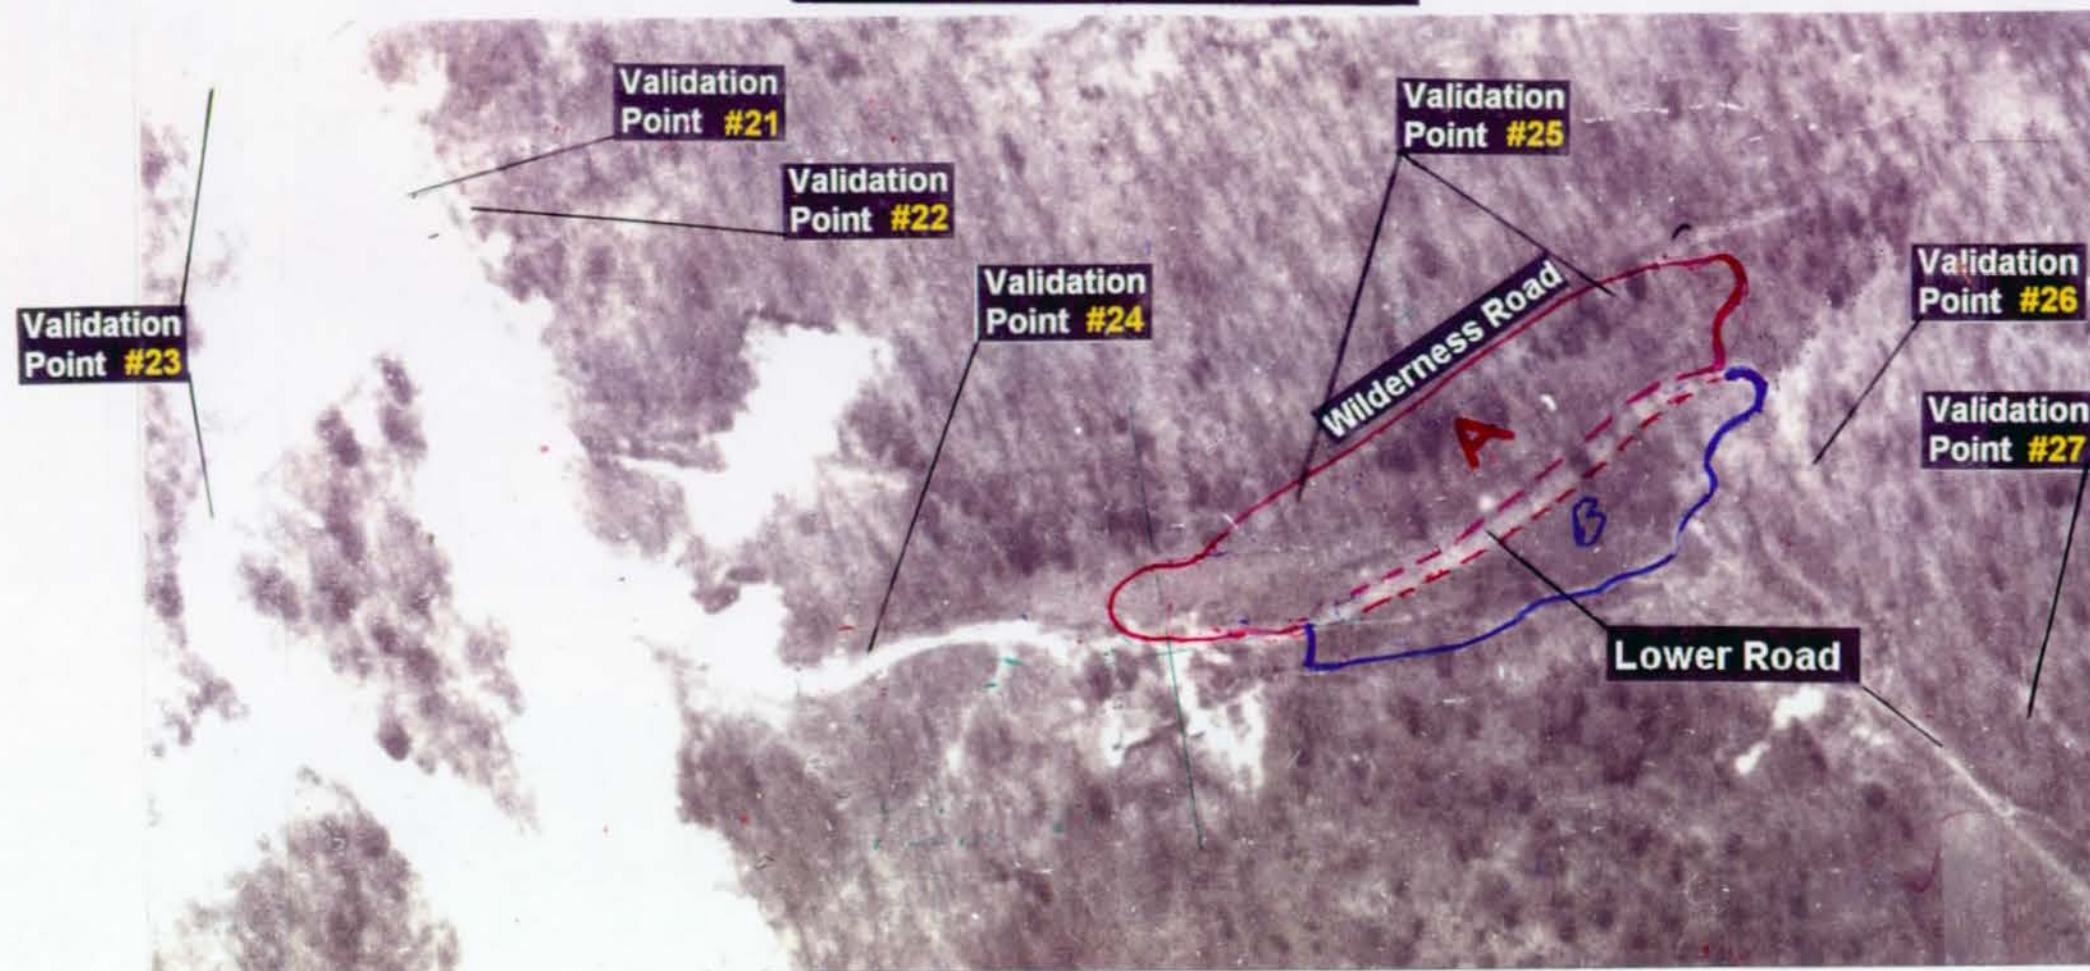 Validation
Point #21
Validation
Point #22
Validation
Point #23
Validation
Point #24
Validation
Point #25
Validation
Point #26
Validation
Point #27
Wilderness Road
A
B
Lower Road